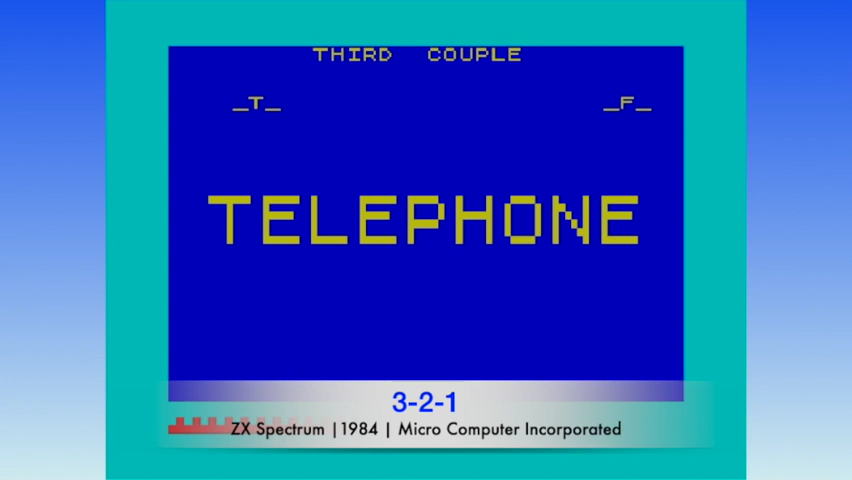 THIRD COUPLE
_T_ _F_
TELEPHONE
3-2-1
ZX Spectrum |1984 | Micro Computer Incorporated